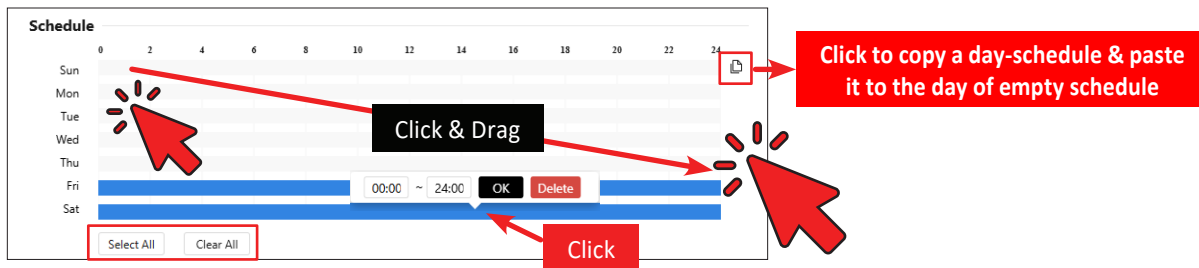 Schedule
0 2 4 6 8 10 12 14 16 18 20 22 24
Sun
Mon
Tue
Wed
Thu
Fri
Sat
Click to copy a day-schedule & paste
it to the day of empty schedule
Click & Drag
00:00 ~ 24:00 OK Delete
Select All Clear All
Click